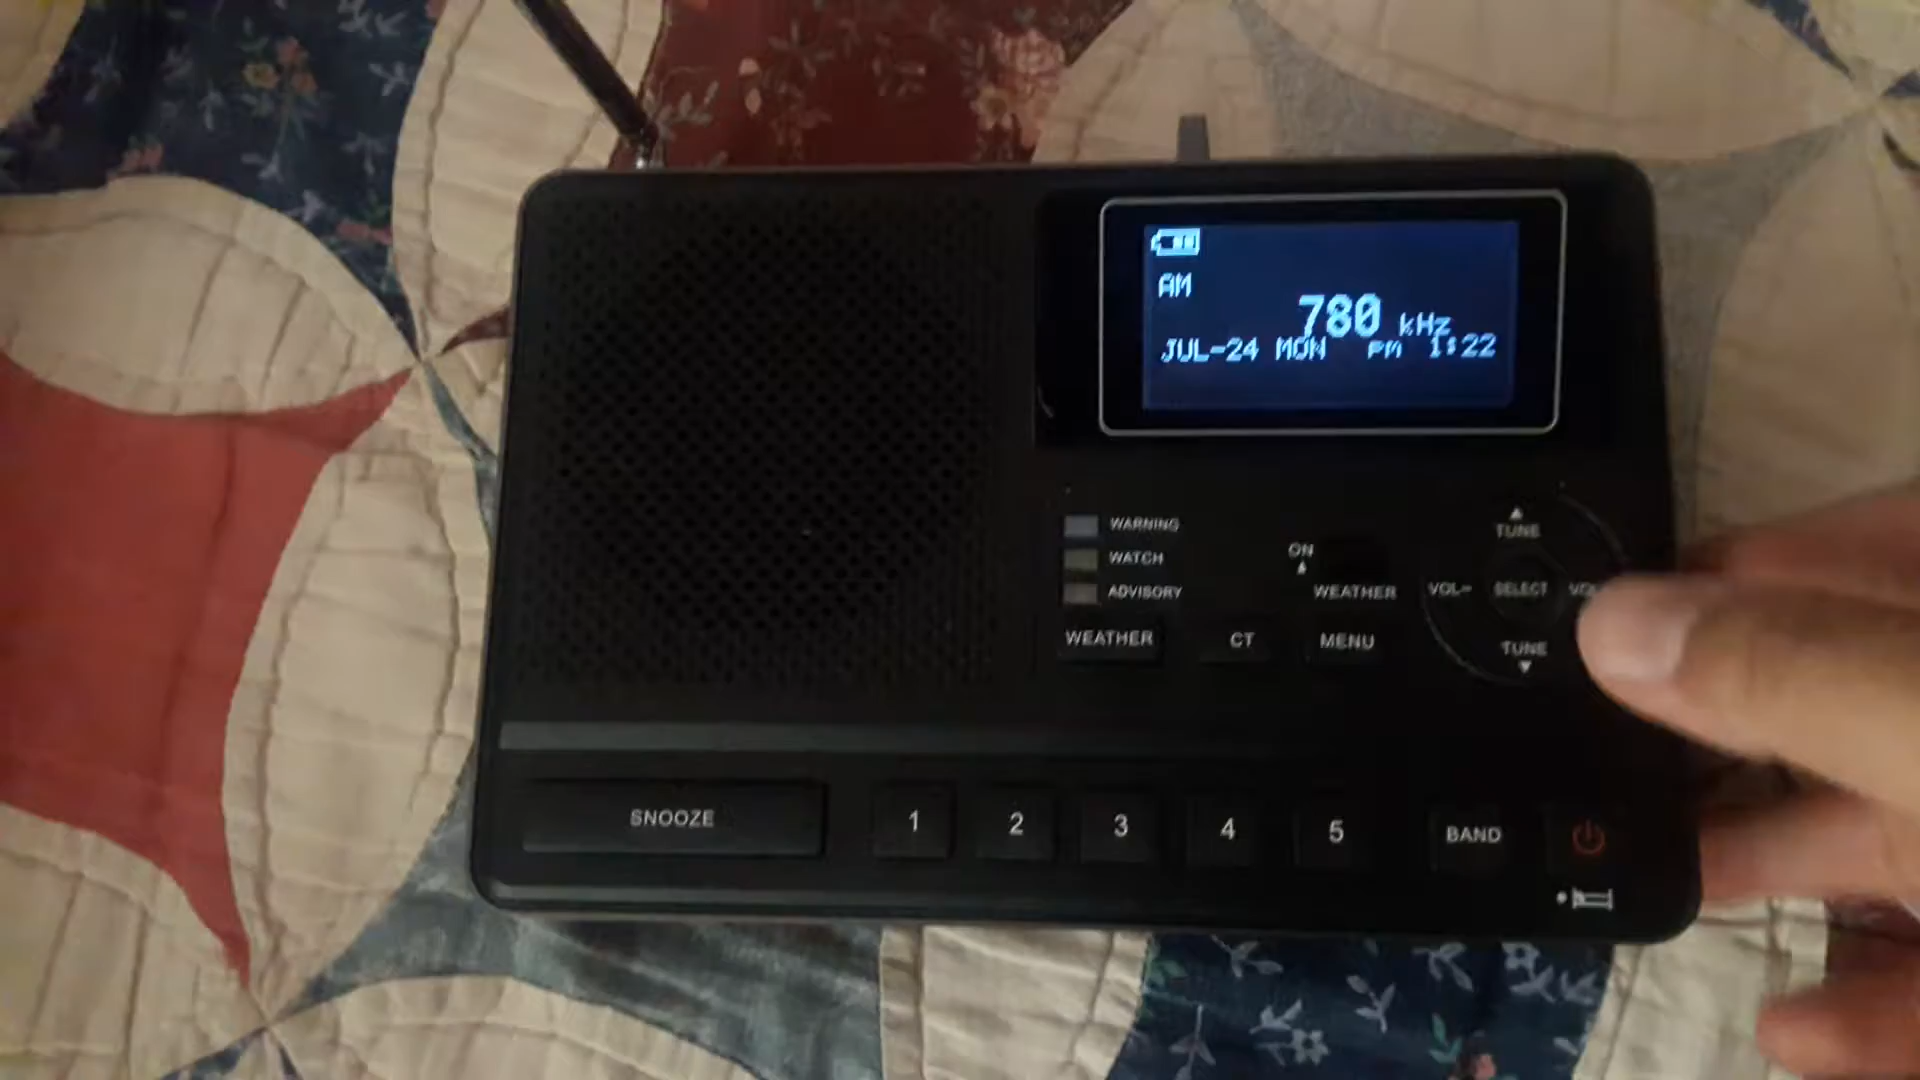 AM
780 kHz
JUL-24 MON PM 1:22
WARNING
WATCH
ADVISORY
ON
WEATHER
WEATHER
CT
MENU
TUNE
VOL-
SELECT
TUNE
SNOOZE
1
2
3
4
5
BAND